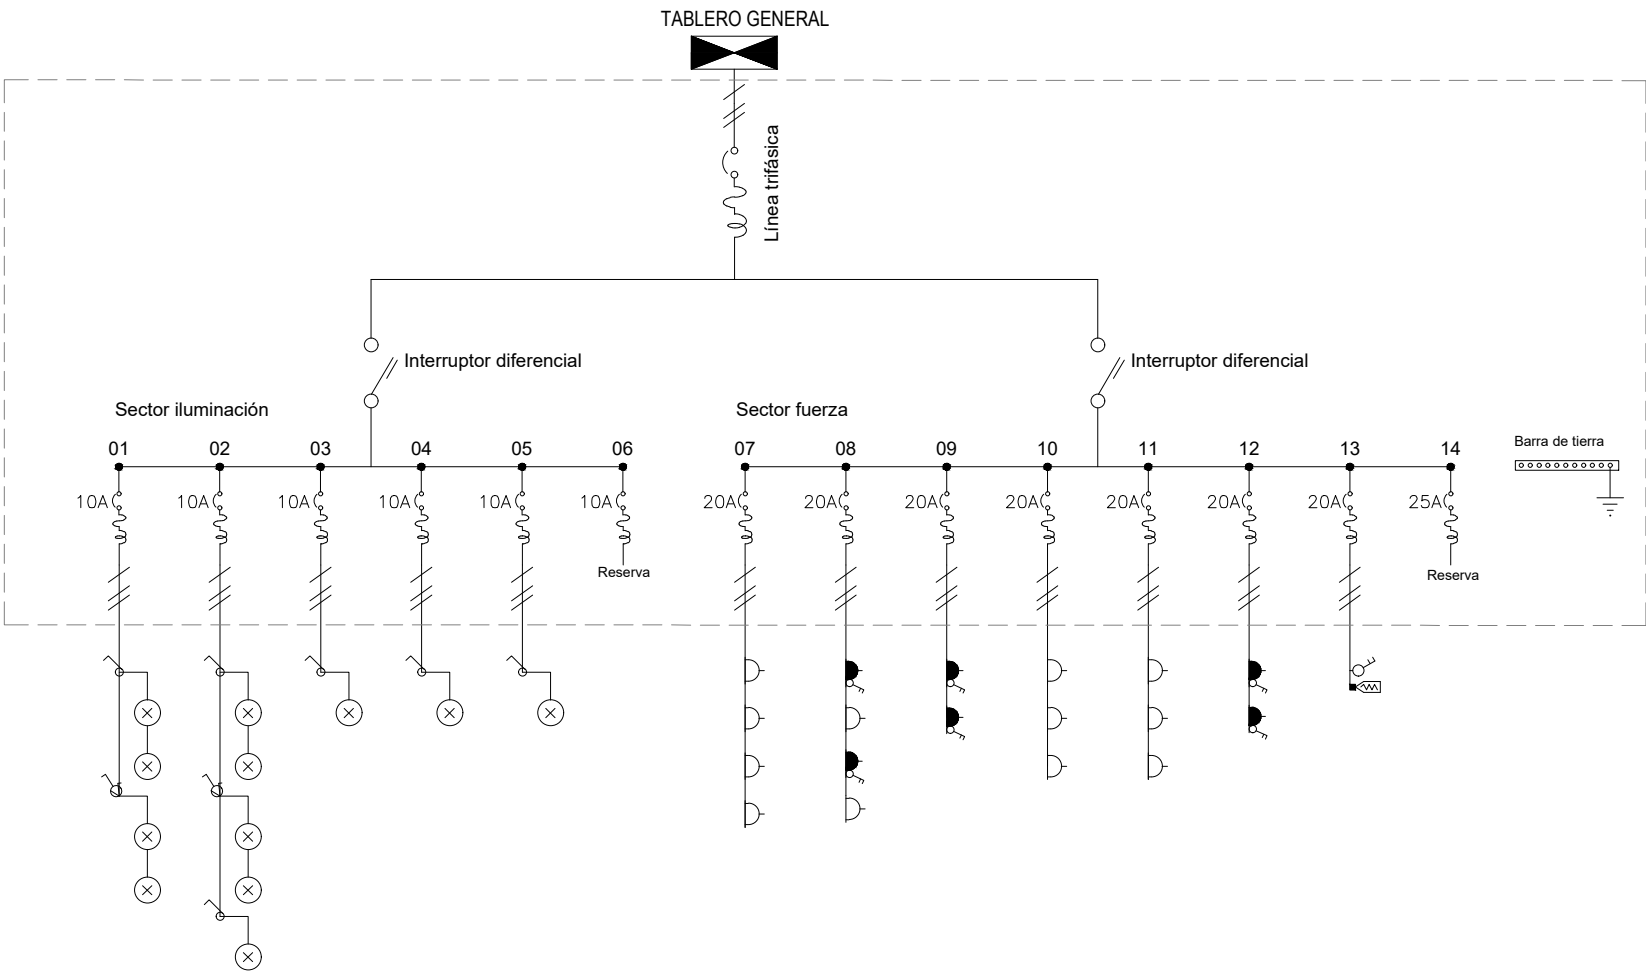 TABLERO GENERAL
Línea trifásica
Interruptor diferencial
Interruptor diferencial
Sector iluminación
Sector fuerza
01 02 03 04 05 06 07 08 09 10 11 12 13 14
Barra de tierra
10A 10A 10A 10A 10A 10A 20A 20A 20A 20A 20A 20A 20A 25A
Reserva
Reserva